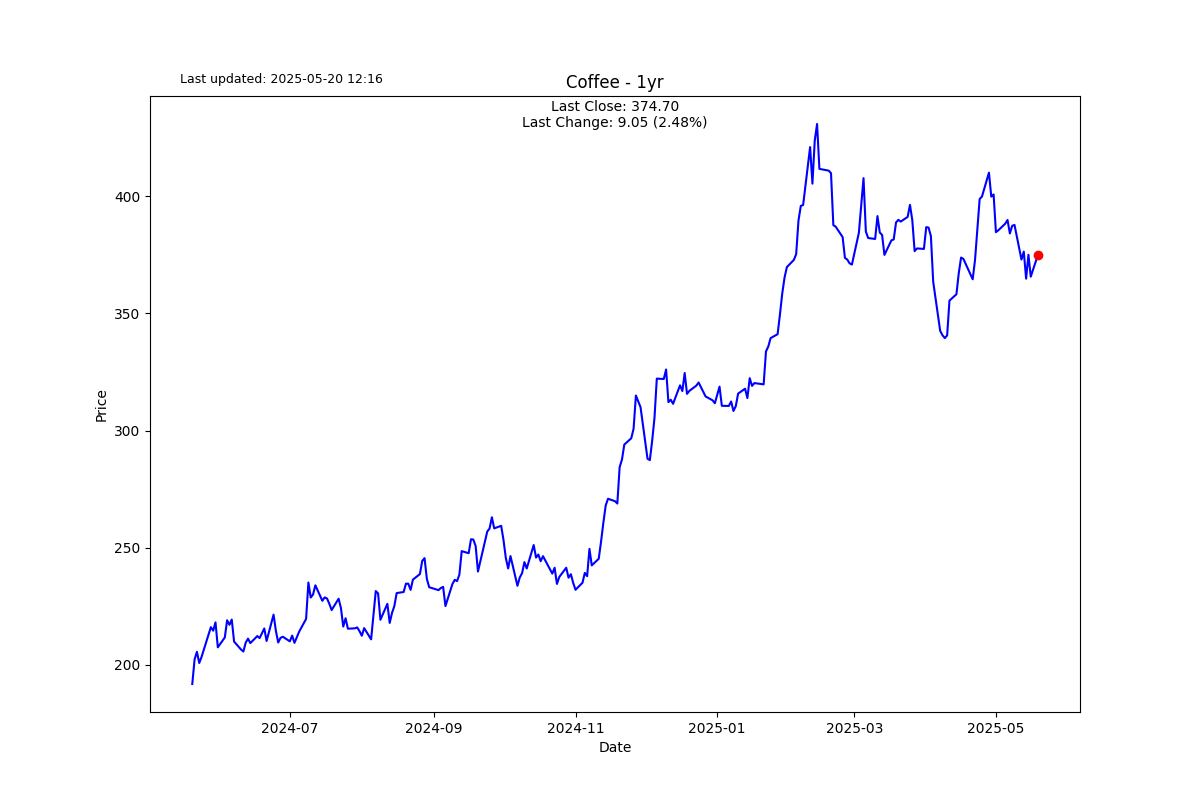 Last updated: 2025-05-20 12:16
Coffee - 1yr
Last Close: 374.70
Last Change: 9.05 (2.48%)
400
350
300
250
200
Price
2024-07
2024-09
2024-11
2025-01
2025-03
2025-05
Date